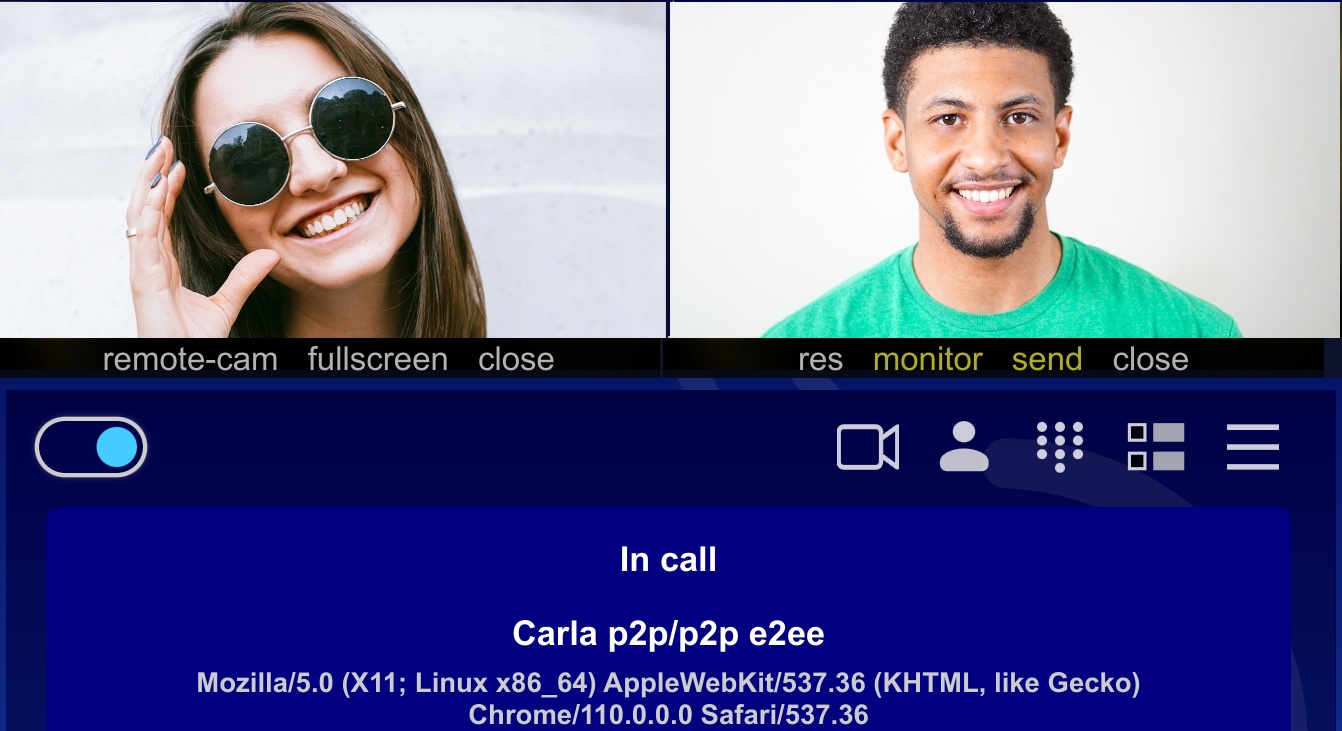 remote-cam fullscreen close
res monitor send close
In call
Carla p2p/p2p e2ee
Mozilla/5.0 (X11; Linux x86_64) AppleWebKit/537.36 (KHTML, like Gecko)
Chrome/110.0.0.0 Safari/537.36